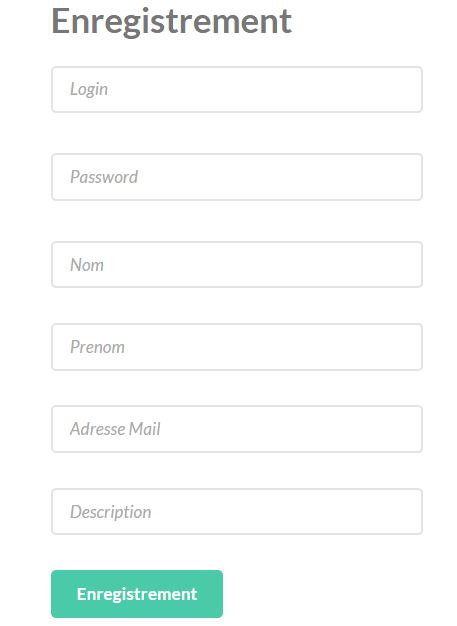 Enregistrement
Login
Password
Nom
Prenom
Adresse Mail
Description
Enregistrement